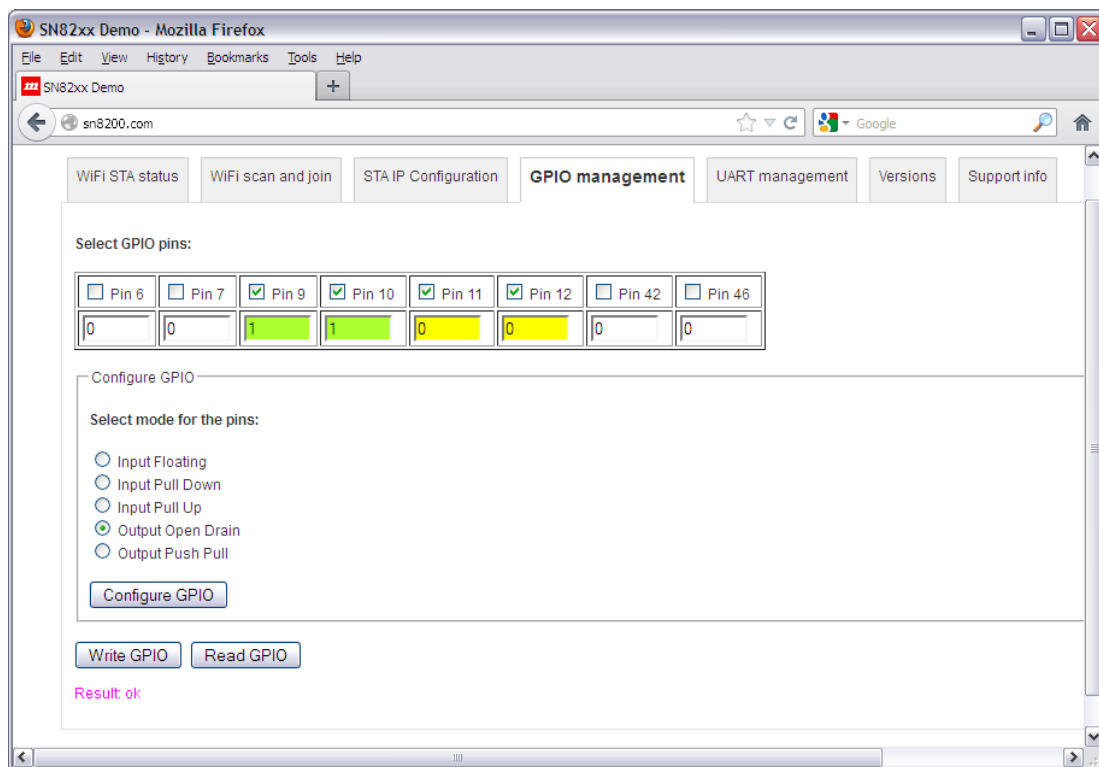 SN82xx Demo - Mozilla Firefox
File Edit View History Bookmarks Tools Help
m SN82xx Demo +
sn8200.com Google
WiFi STA status WiFi scan and join STA IP Configuration GPIO management UART management Versions Support info
Select GPIO pins:
Pin 6 Pin 7 Pin 9 Pin 10 Pin 11 Pin 12 Pin 42 Pin 46
0 0 1 1 0 0 0 0
Configure GPIO
Select mode for the pins:
Input Floating
Input Pull Down
Input Pull Up
Output Open Drain
Output Push Pull
Configure GPIO
Write GPIO Read GPIO
Result: ok